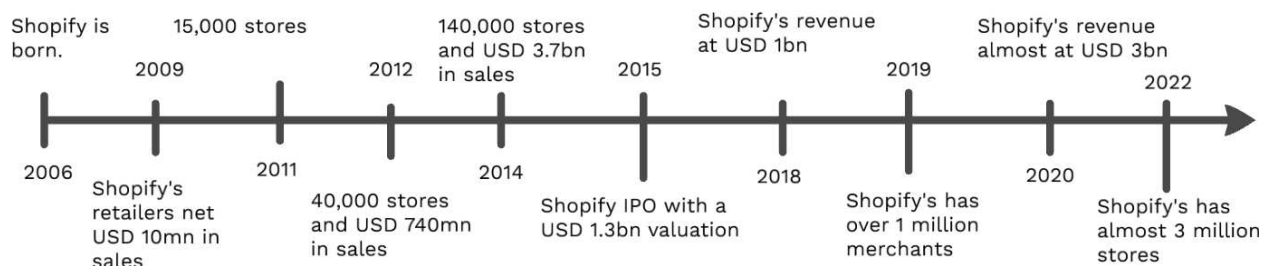 Shopify is
born.
2006
2009
Shopify's
retailers net
USD 10mn in
sales
15,000 stores
2011
2012
40,000 stores
and USD 740mn
in sales
140,000 stores
and USD 3.7bn
in sales
2014
2015
Shopify IPO with a
USD 1.3bn valuation
Shopify's revenue
at USD 1bn
2018
2019
Shopify's has
over 1 million
merchants
Shopify's revenue
almost at USD 3bn
2020
2022
Shopify's has
almost 3 million
stores